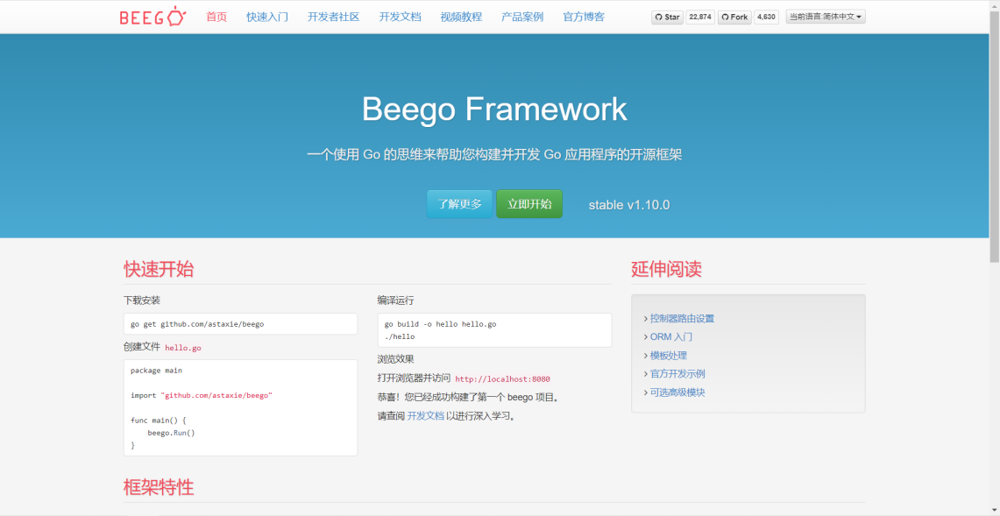 BEEGO 首页 快速入门 开发者社区 开发文档 视频教程 产品案例 官方博客 Star 22,874 Fork 4,630 当前语言:简体中文
Beego Framework
一个使用 Go 的思维来帮助您构建并开发 Go 应用程序的开源框架
了解更多 立即开始 stable v1.10.0
快速开始
下载安装
go get github.com/astaxie/beego
创建文件 hello.go
package main
import "github.com/astaxie/beego"
func main() {
beego.Run()
}
编译运行
go build -o hello hello.go
./hello
浏览效果
打开浏览器并访问 http://localhost:8080
恭喜！您已经成功构建了第一个 beego 项目。
请查阅 开发文档 以进行深入学习。
延伸阅读
› 控制器路由设置
› ORM 入门
› 模板处理
› 官方开发示例
› 可选高级模块
框架特性